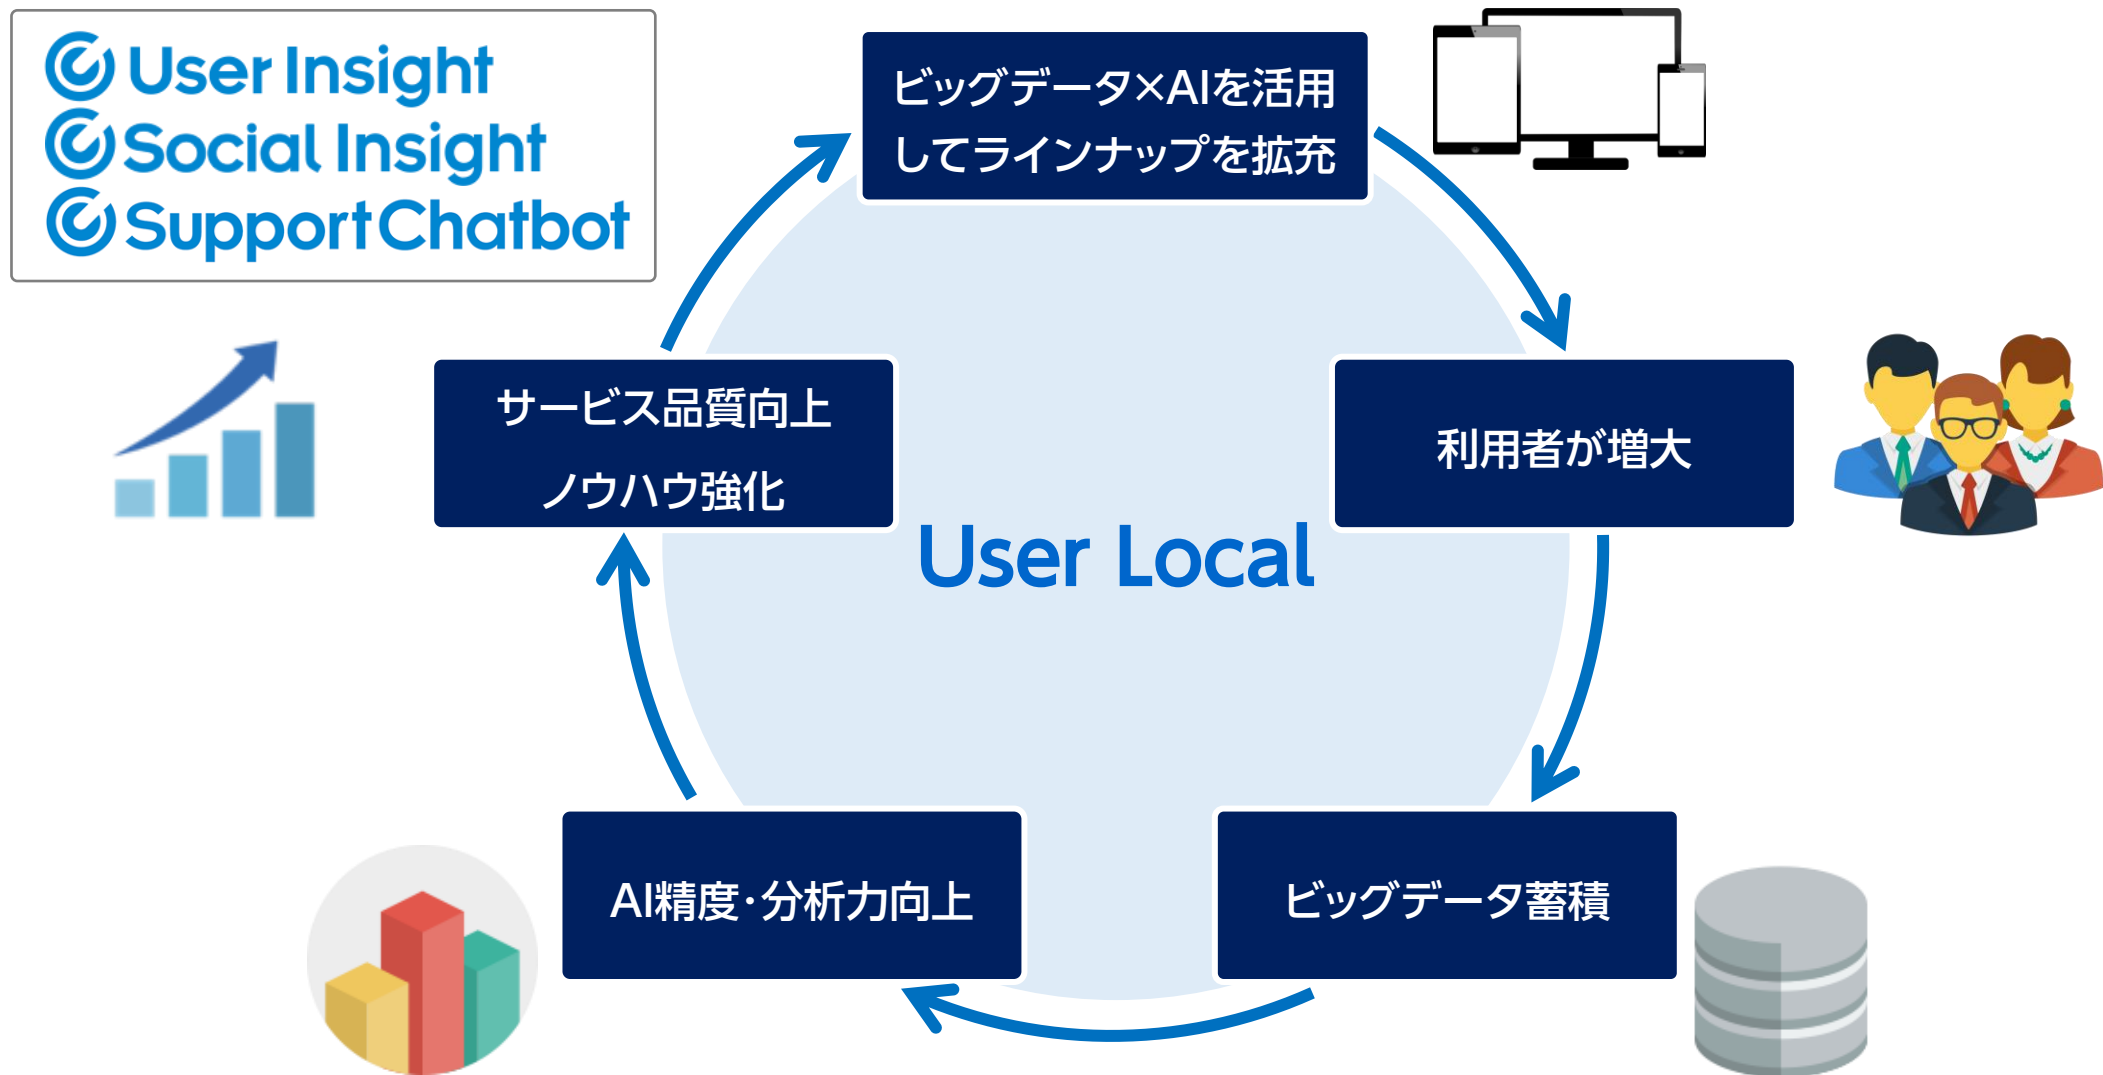 User Insight
Social Insight
Support Chatbot
ビッグデータ×AIを活用
してラインナップを拡充
利用者が増大
ビッグデータ蓄積
AI精度・分析力向上
サービス品質向上
ノウハウ強化
User Local